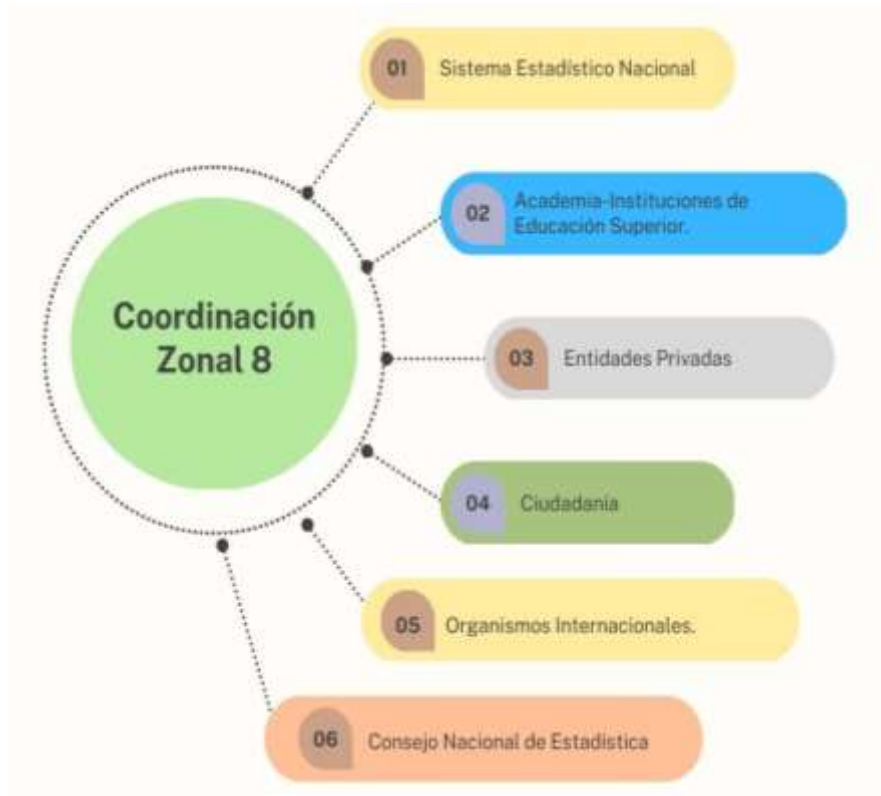 Coordinación
Zonal 8
01 Sistema Estadístico Nacional
02 Academia-Instituciones de
Educación Superior.
03 Entidades Privadas
04 Ciudadanía
05 Organismos Internacionales.
06 Consejo Nacional de Estadística